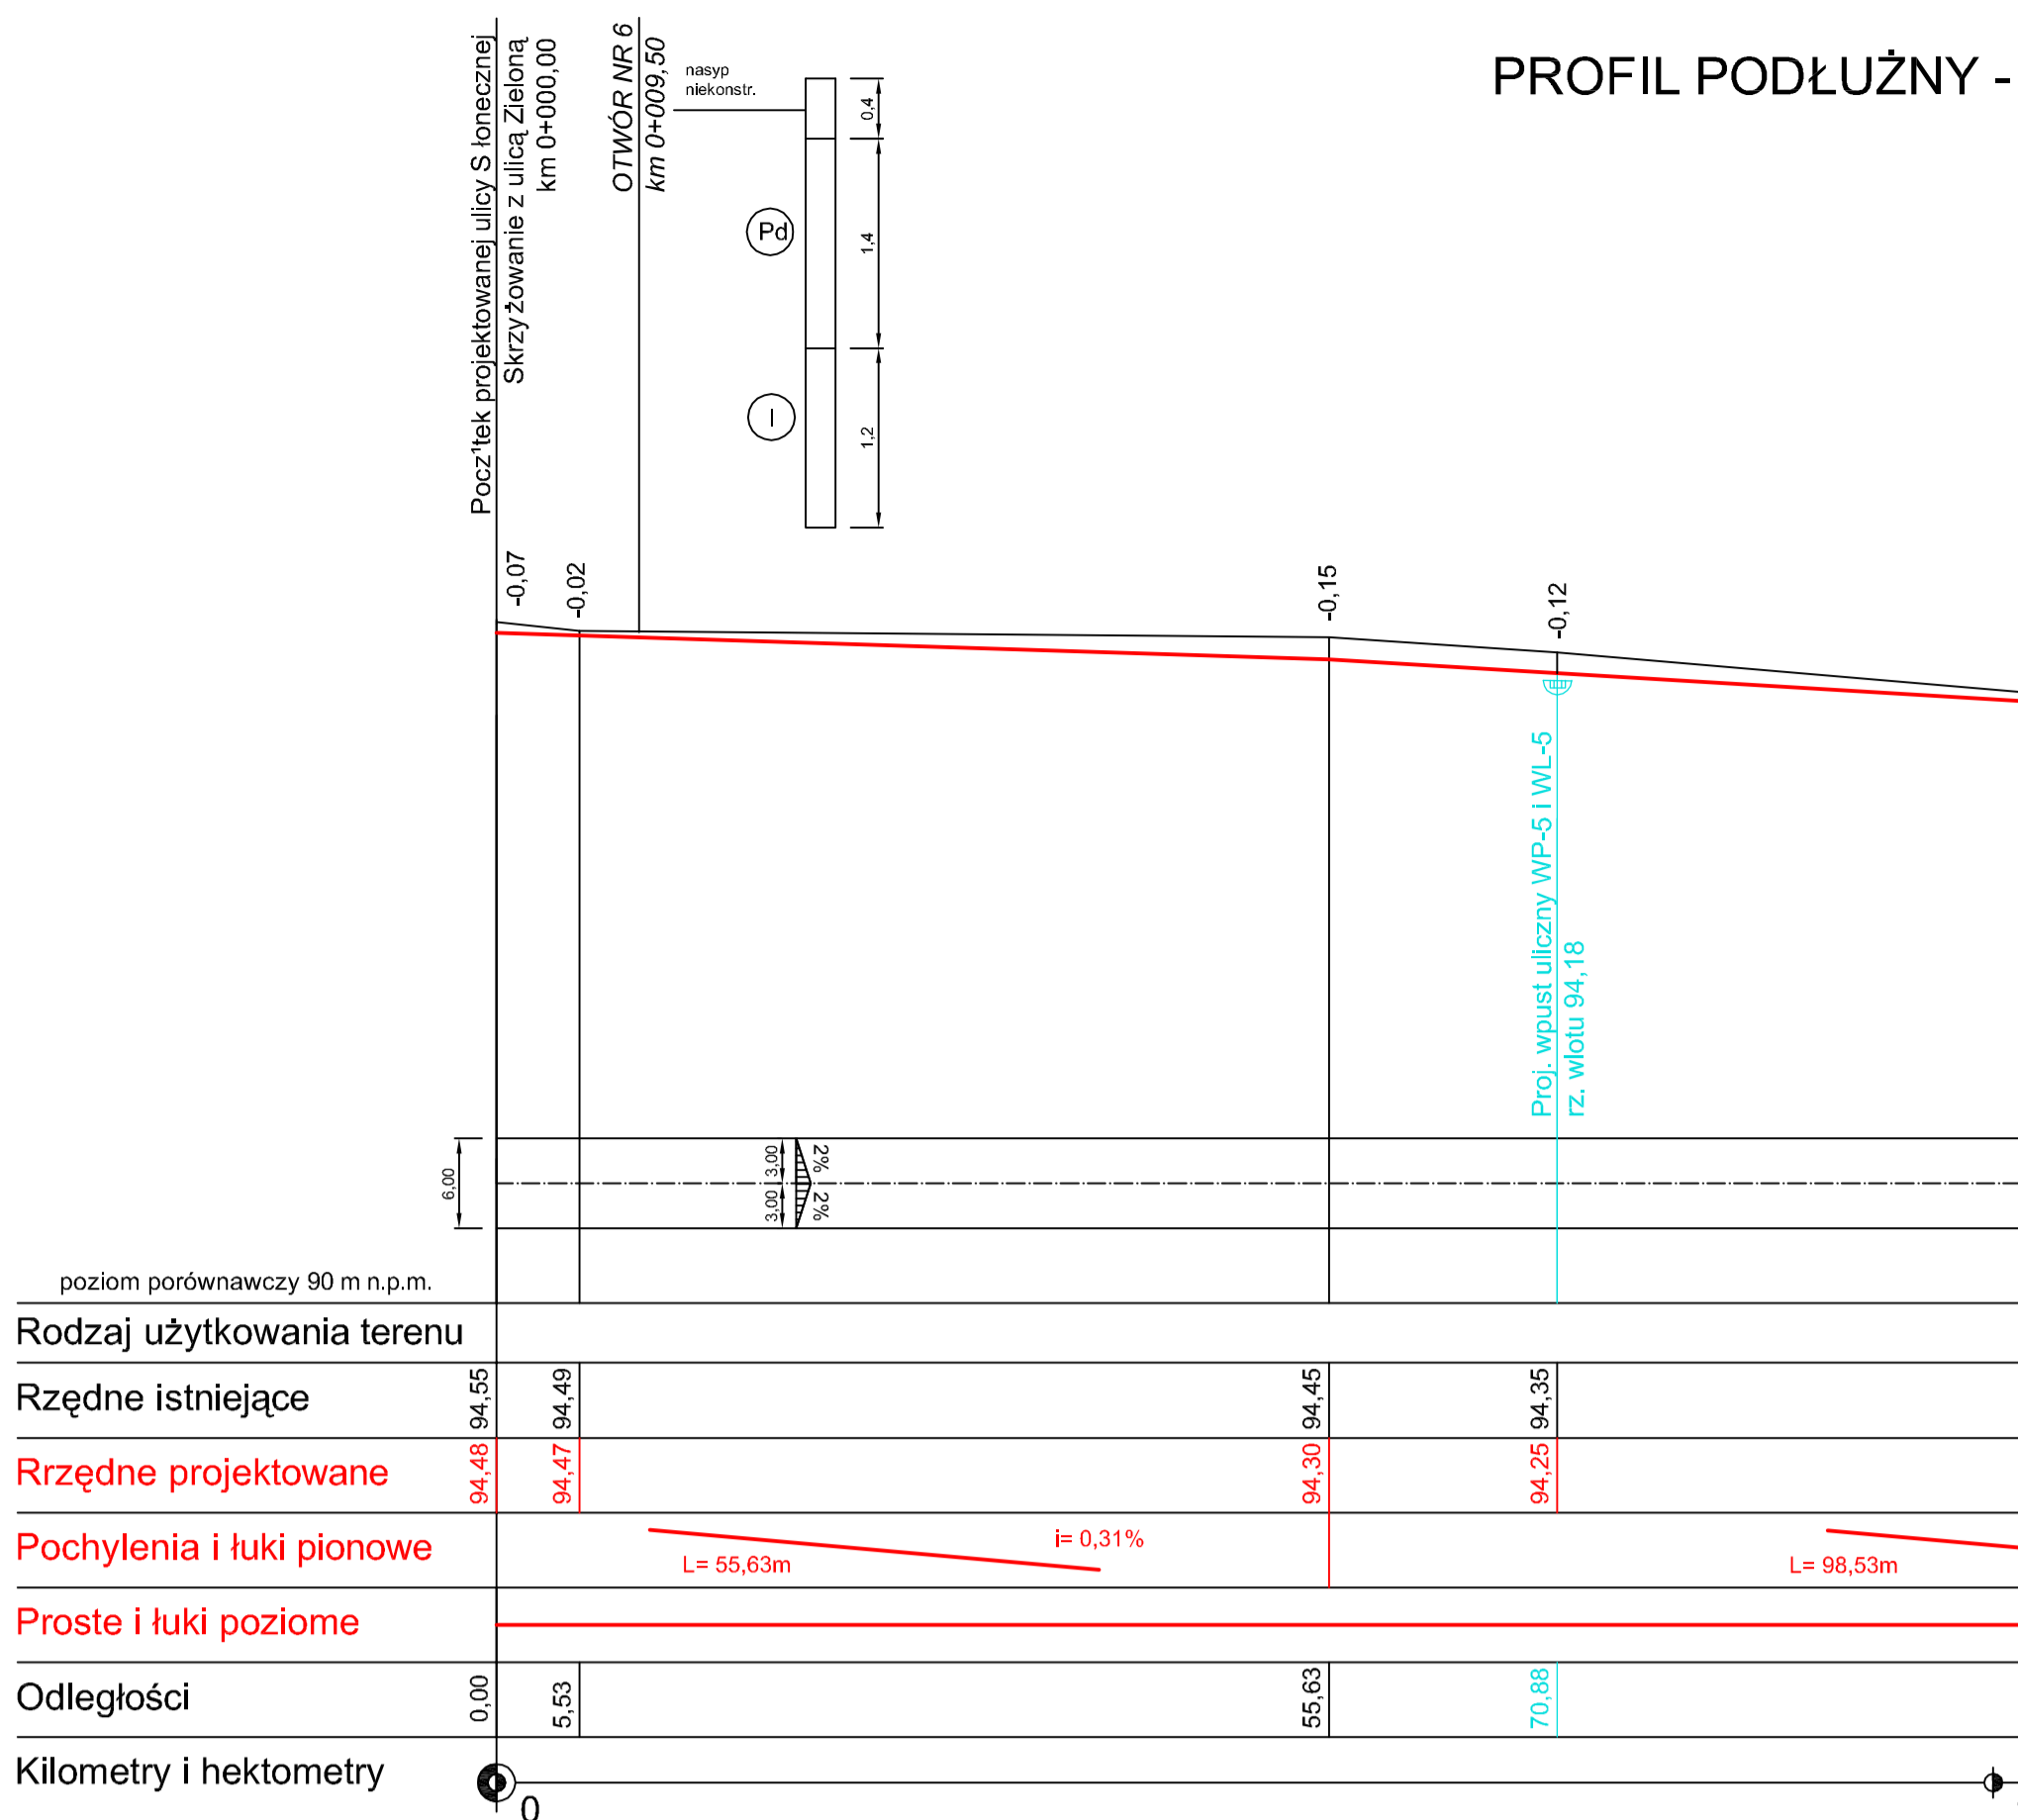 PROFIL PODŁUŻNY -
Pocz¹tek projektowanej ulicy S łonecznej
Skrzyżowanie z ulicą Zieloną
km 0+000,00
OTWÓR NR 6
km 0+009,50
nasyp
niekonstr.
0,4
Pd
1,4
I
1,2
-0,07
-0,02
-0,15
-0,12
Proj. wpust uliczny WP-5 i WL-5
rz. wlotu 94,18
6,00
3,00
3,00
2%
2%
poziom porównawczy 90 m n.p.m.
Rodzaj użytkowania terenu
Rzędne istniejące 94,55 94,49 94,45 94,35
Rrzędne projektowane 94,48 94,47 94,30 94,25
Pochylenia i łuki pionowe L= 55,63m i= 0,31% L= 98,53m
Proste i łuki poziome
Odległości 0,00 5,53 55,63 70,88
Kilometry i hektometry
0